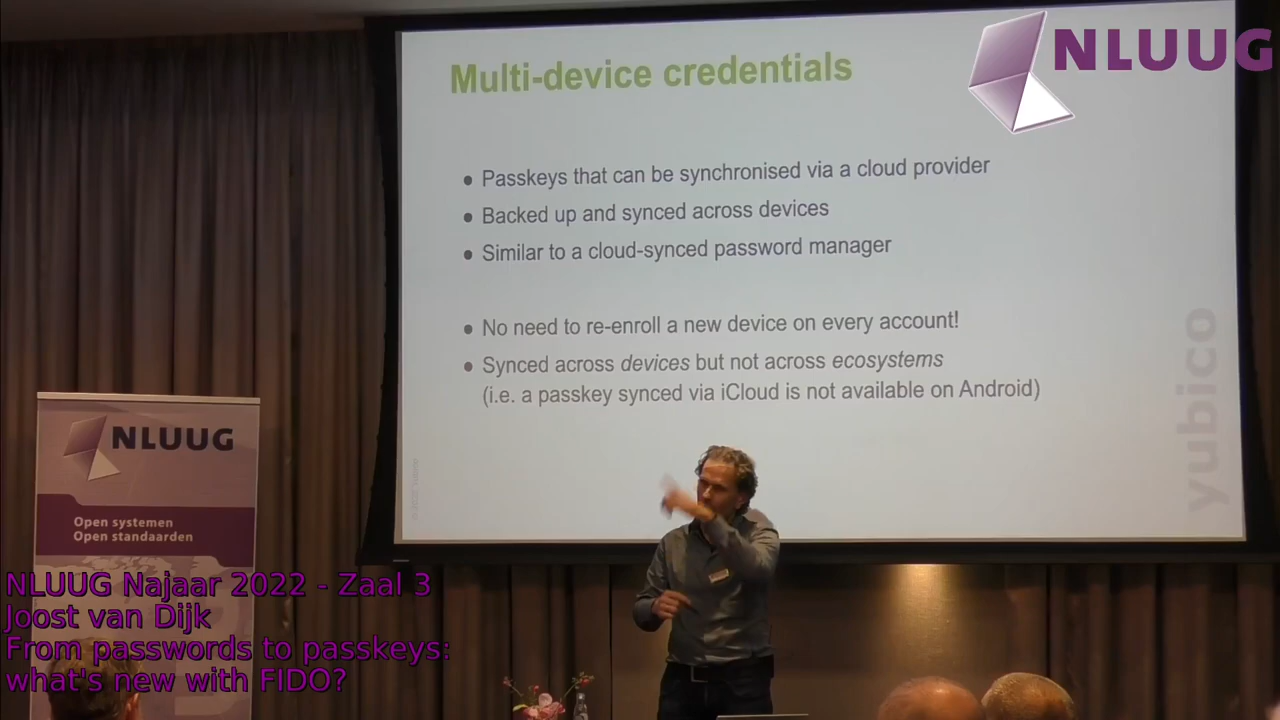 NLUUG
Multi-device credentials
Passkeys that can be synchronised via a cloud provider
Backed up and synced across devices
Similar to a cloud-synced password manager
No need to re-enroll a new device on every account!
Synced across devices but not across ecosystems
(i.e. a passkey synced via iCloud is not available on Android)
yubico
NLUUG
Open systemen
Open standaarden
NLUUG Najaar 2022 - Zaal 3
Joost van Dijk
From passwords to passkeys:
what's new with FIDO?